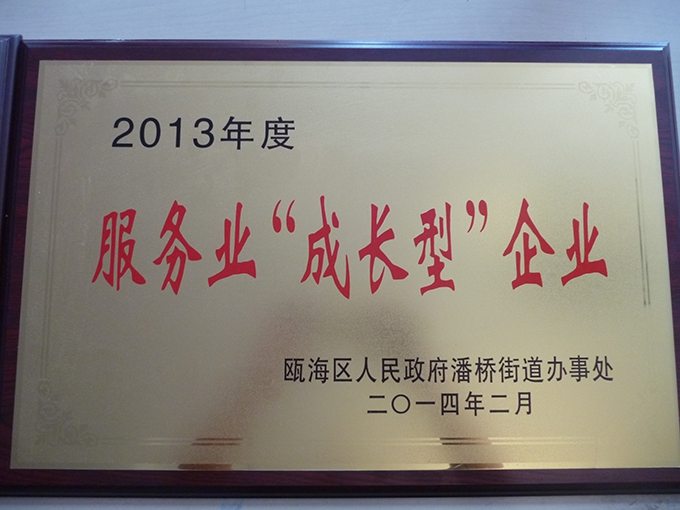 2013年度
服务业“成长型”企业
瓯海区人民政府潘桥街道办事处
二〇一四年二月